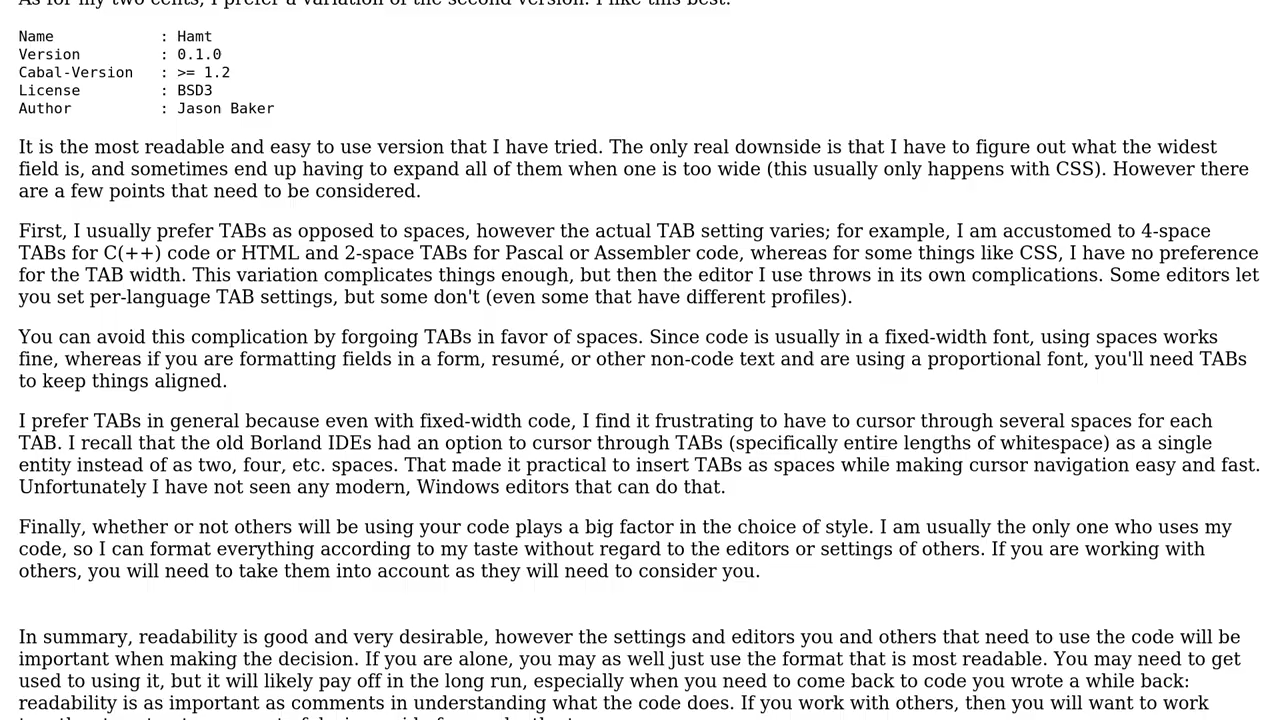 As for my two cents, I prefer a variation of the second version. I like this best:
Name            : Hamt
Version         : 0.1.0
Cabal-Version   : >= 1.2
License         : BSD3
Author          : Jason Baker
It is the most readable and easy to use version that I have tried. The only real downside is that I have to figure out what the widest
field is, and sometimes end up having to expand all of them when one is too wide (this usually only happens with CSS). However there
are a few points that need to be considered.
First, I usually prefer TABs as opposed to spaces, however the actual TAB setting varies; for example, I am accustomed to 4-space
TABs for C(++) code or HTML and 2-space TABs for Pascal or Assembler code, whereas for some things like CSS, I have no preference
for the TAB width. This variation complicates things enough, but then the editor I use throws in its own complications. Some editors let
you set per-language TAB settings, but some don't (even some that have different profiles).
You can avoid this complication by forgoing TABs in favor of spaces. Since code is usually in a fixed-width font, using spaces works
fine, whereas if you are formatting fields in a form, resumé, or other non-code text and are using a proportional font, you'll need TABs
to keep things aligned.
I prefer TABs in general because even with fixed-width code, I find it frustrating to have to cursor through several spaces for each
TAB. I recall that the old Borland IDEs had an option to cursor through TABs (specifically entire lengths of whitespace) as a single
entity instead of as two, four, etc. spaces. That made it practical to insert TABs as spaces while making cursor navigation easy and fast.
Unfortunately I have not seen any modern, Windows editors that can do that.
Finally, whether or not others will be using your code plays a big factor in the choice of style. I am usually the only one who uses my
code, so I can format everything according to my taste without regard to the editors or settings of others. If you are working with
others, you will need to take them into account as they will need to consider you.
In summary, readability is good and very desirable, however the settings and editors you and others that need to use the code will be
important when making the decision. If you are alone, you may as well just use the format that is most readable. You may need to get
used to using it, but it will likely pay off in the long run, especially when you need to come back to code you wrote a while back:
readability is as important as comments in understanding what the code does. If you work with others, then you will want to work